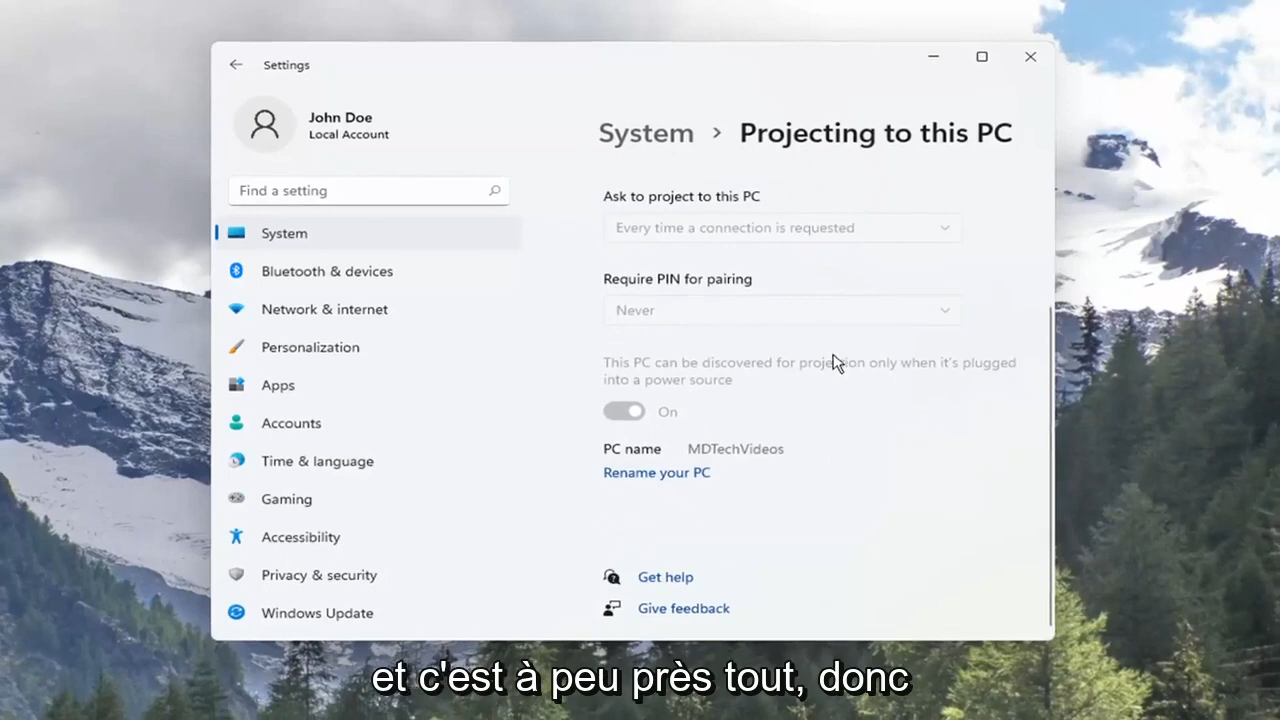 Settings
John Doe
Local Account
Find a setting
System
Bluetooth & devices
Network & internet
Personalization
Apps
Accounts
Time & language
Gaming
Accessibility
Privacy & security
Windows Update
System > Projecting to this PC
Ask to project to this PC
Every time a connection is requested
Require PIN for pairing
Never
This PC can be discovered for projection only when it's plugged
into a power source
On
PC name MDTechVideos
Rename your PC
Get help
Give feedback
et c'est à peu près tout, donc